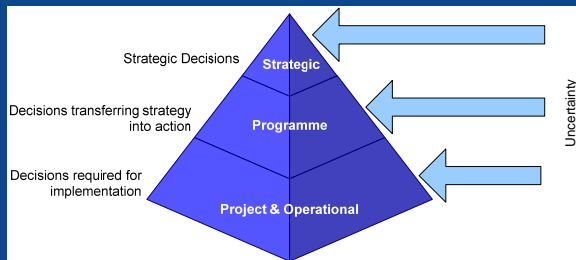 Strategic Decisions
Strategic
Decisions transferring strategy
into action
Programme
Decisions required for
implementation
Project & Operational
Uncertainty